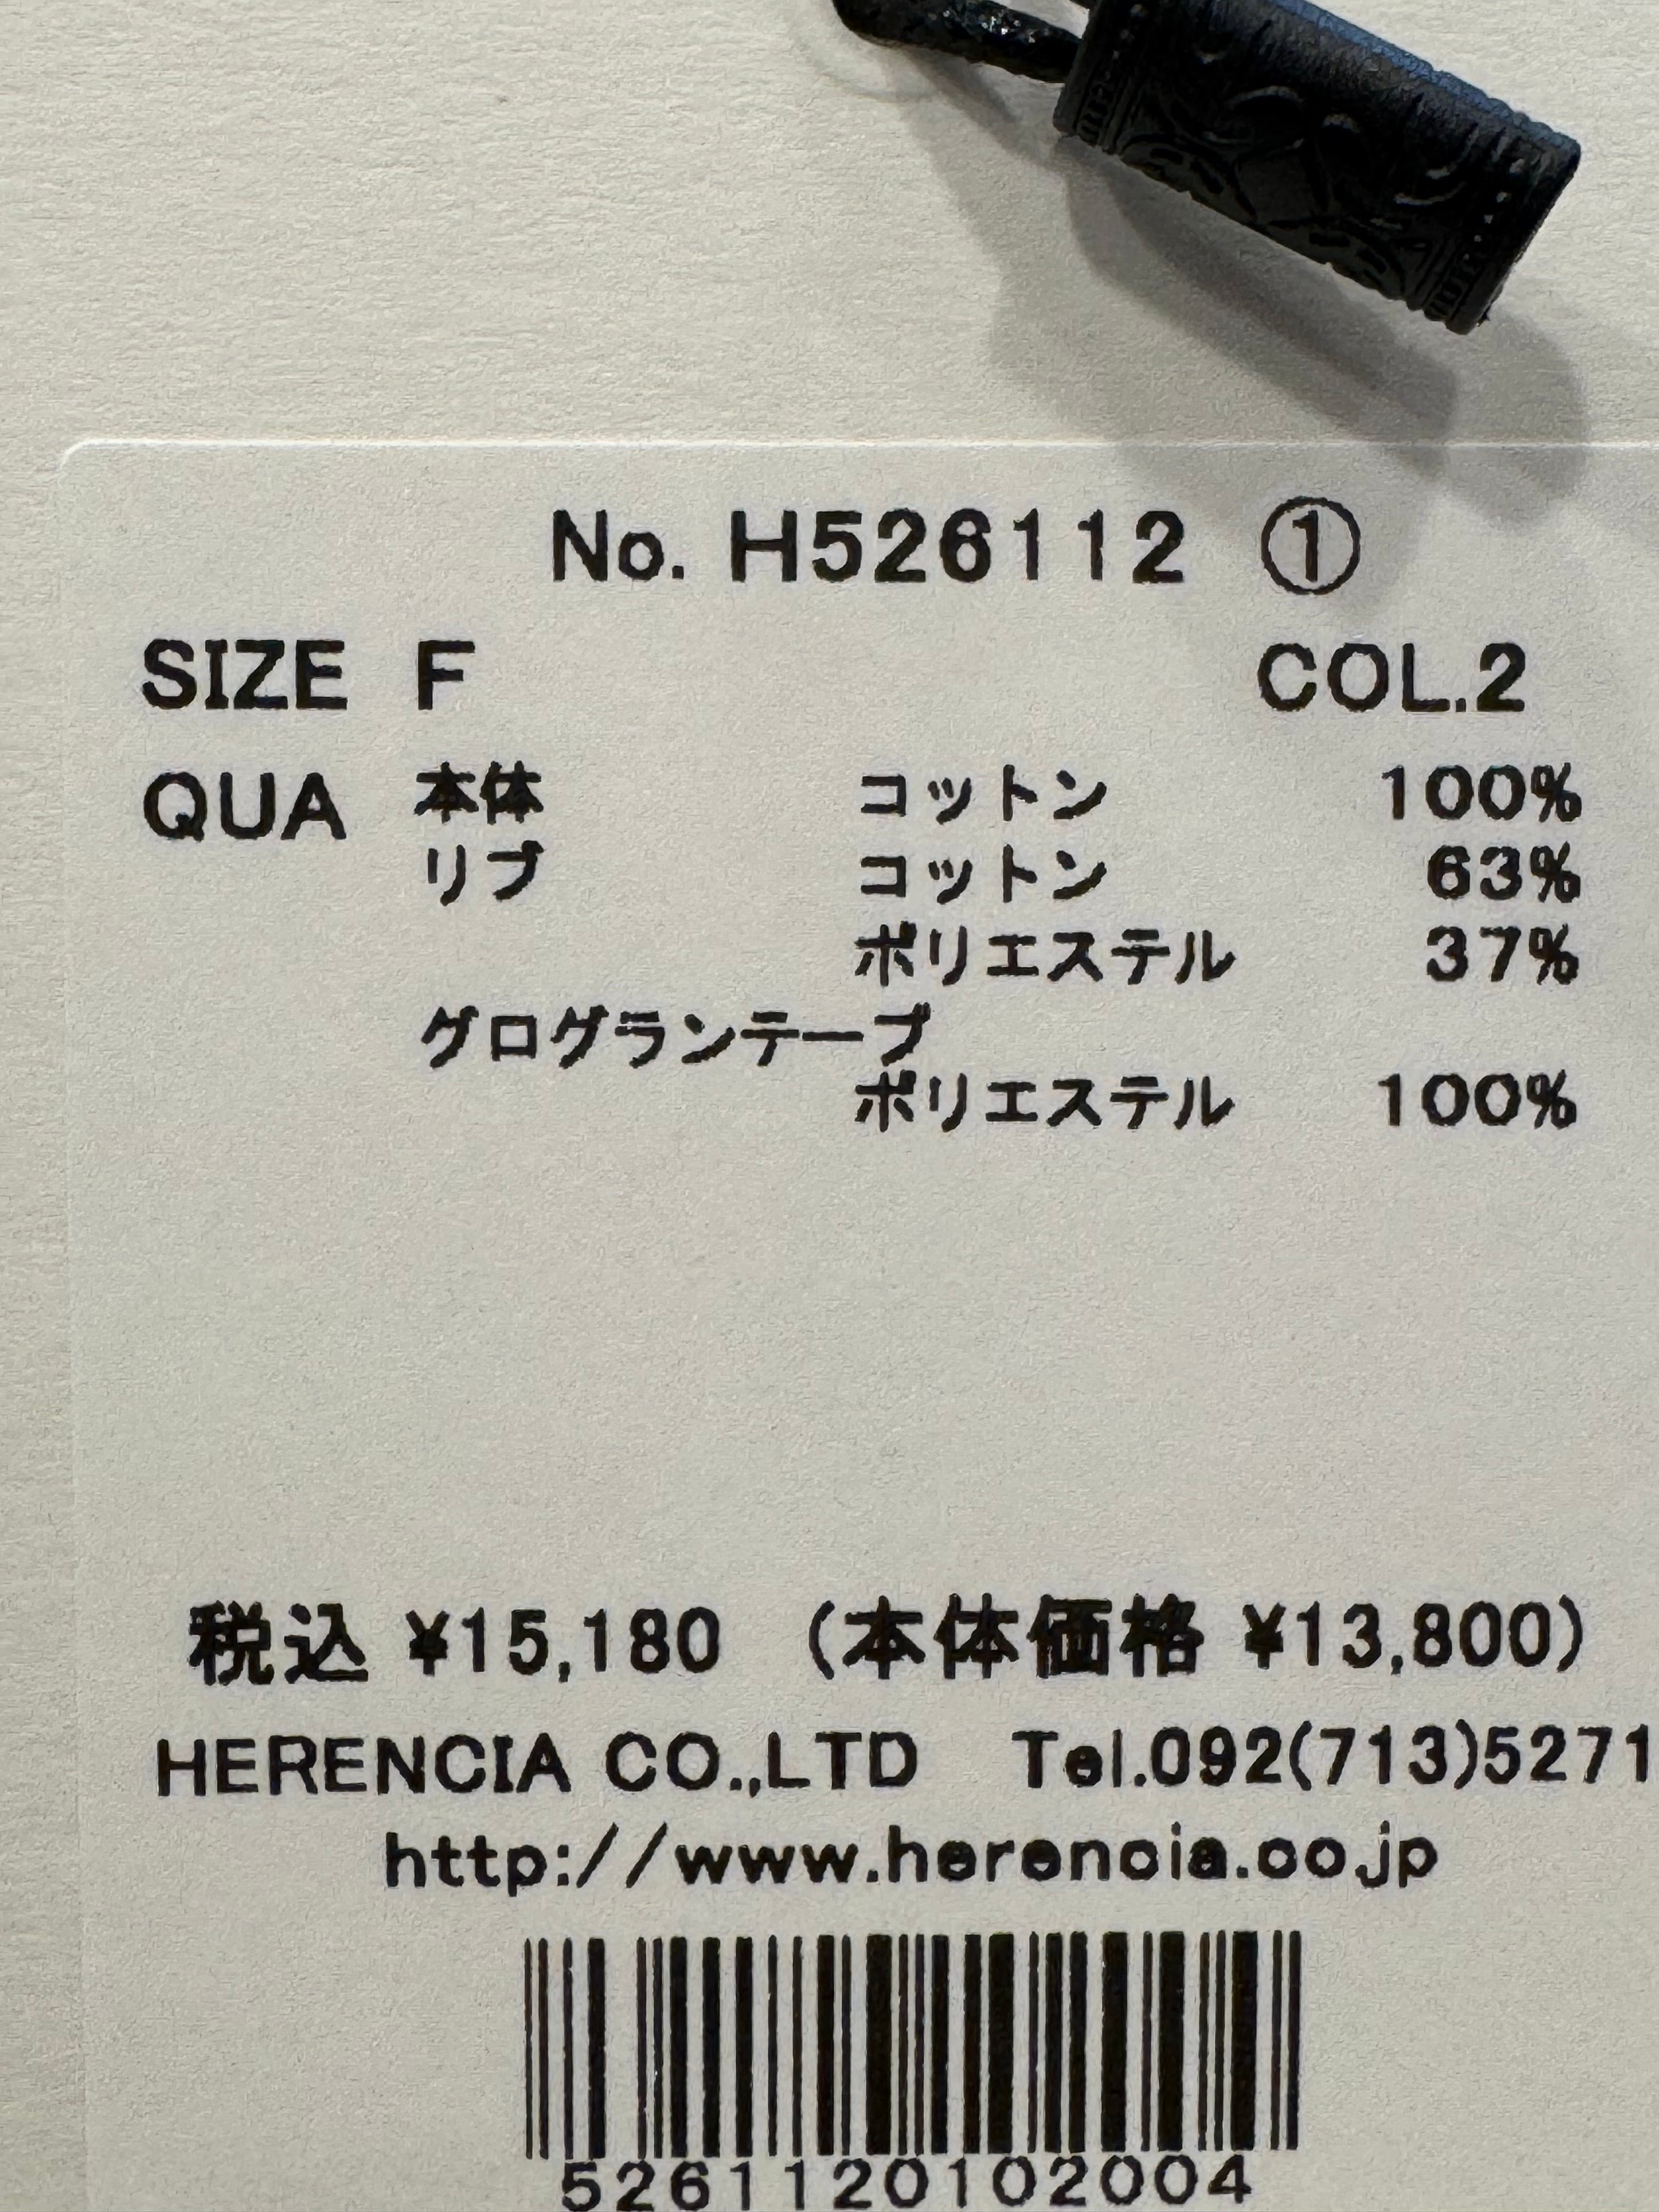 No. H526112 ①
SIZE F COL.2
QUA 本体 コットン 100%
リブ コットン 63%
ポリエステル 37%
グログランテープ
ポリエステル 100%
税込 ¥15,180 (本体価格 ¥13,800)
HERENCIA CO.,LTD Tel.092(713)5271
http://www.herencia.co.jp
5261120102004